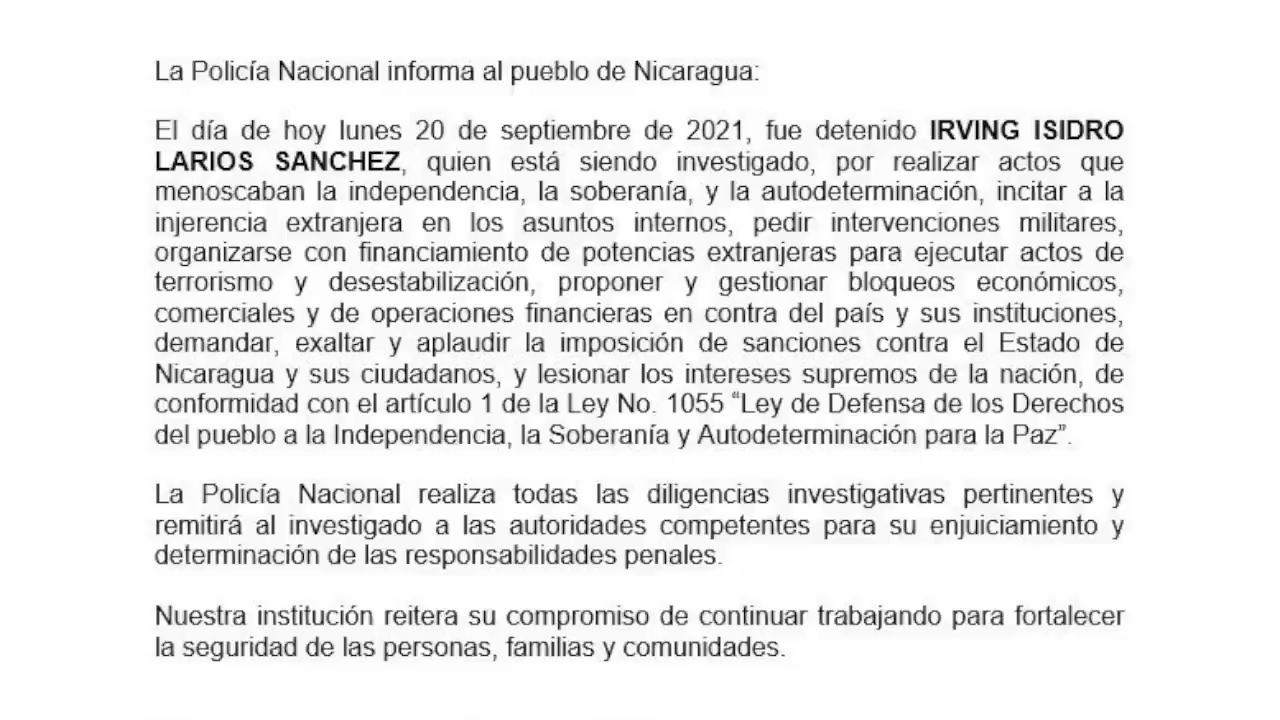 La Policía Nacional informa al pueblo de Nicaragua:
El día de hoy lunes 20 de septiembre de 2021, fue detenido IRVING ISIDRO
LARIOS SANCHEZ, quien está siendo investigado, por realizar actos que
menoscaban la independencia, la soberanía, y la autodeterminación, incitar a la
injerencia extranjera en los asuntos internos, pedir intervenciones militares,
organizarse con financiamiento de potencias extranjeras para ejecutar actos de
terrorismo y desestabilización, proponer y gestionar bloqueos económicos,
comerciales y de operaciones financieras en contra del país y sus instituciones,
demandar, exaltar y aplaudir la imposición de sanciones contra el Estado de
Nicaragua y sus ciudadanos, y lesionar los intereses supremos de la nación, de
conformidad con el artículo 1 de la Ley No. 1055 “Ley de Defensa de los Derechos
del pueblo a la Independencia, la Soberanía y Autodeterminación para la Paz”.
La Policía Nacional realiza todas las diligencias investigativas pertinentes y
remitirá al investigado a las autoridades competentes para su enjuiciamiento y
determinación de las responsabilidades penales.
Nuestra institución reitera su compromiso de continuar trabajando para fortalecer
la seguridad de las personas, familias y comunidades.